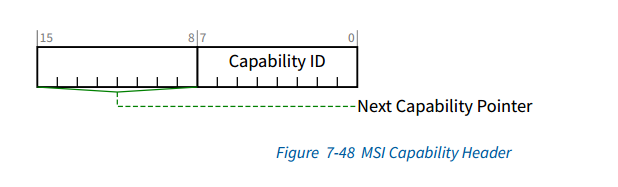 15 8 7 0
Capability ID
Next Capability Pointer
Figure 7-48 MSI Capability Header